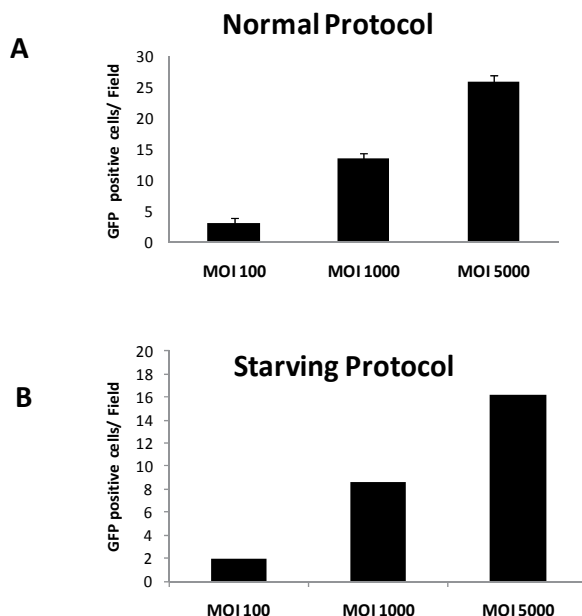 Normal Protocol
A
GFP positive cells/ Field
30
25
20
15
10
5
0
MOI 100
MOI 1000
MOI 5000
Starving Protocol
B
GFP positive cells/ Field
20
18
16
14
12
10
8
6
4
2
0
MOI 100
MOI 1000
MOI 5000